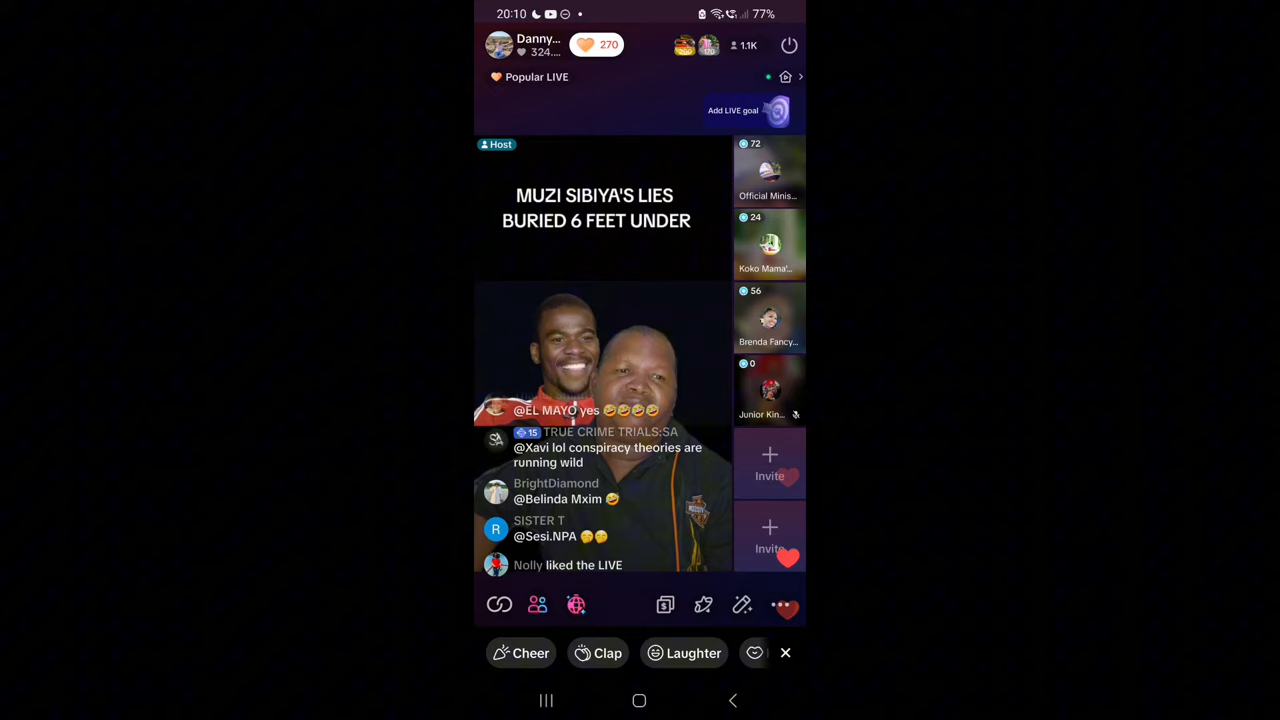 20:10
77%
Danny...
324....
270
200
170
1.1K
Popular LIVE
Add LIVE goal
Host
MUZI SIBIYA'S LIES
BURIED 6 FEET UNDER
72
Official Minis...
24
Koko Mama'...
56
Brenda Fancy...
0
Junior Kin...
@EL MAYO yes 🤣🤣🤣🤣
15 TRUE CRIME TRIALS:SA
@Xavi lol conspiracy theories are
running wild
BrightDiamond
@Belinda Mxim 🤣
SISTER T
R
@Sesi.NPA 🤭🤭
Nolly liked the LIVE
Invite
Invite
Cheer
Clap
Laughter